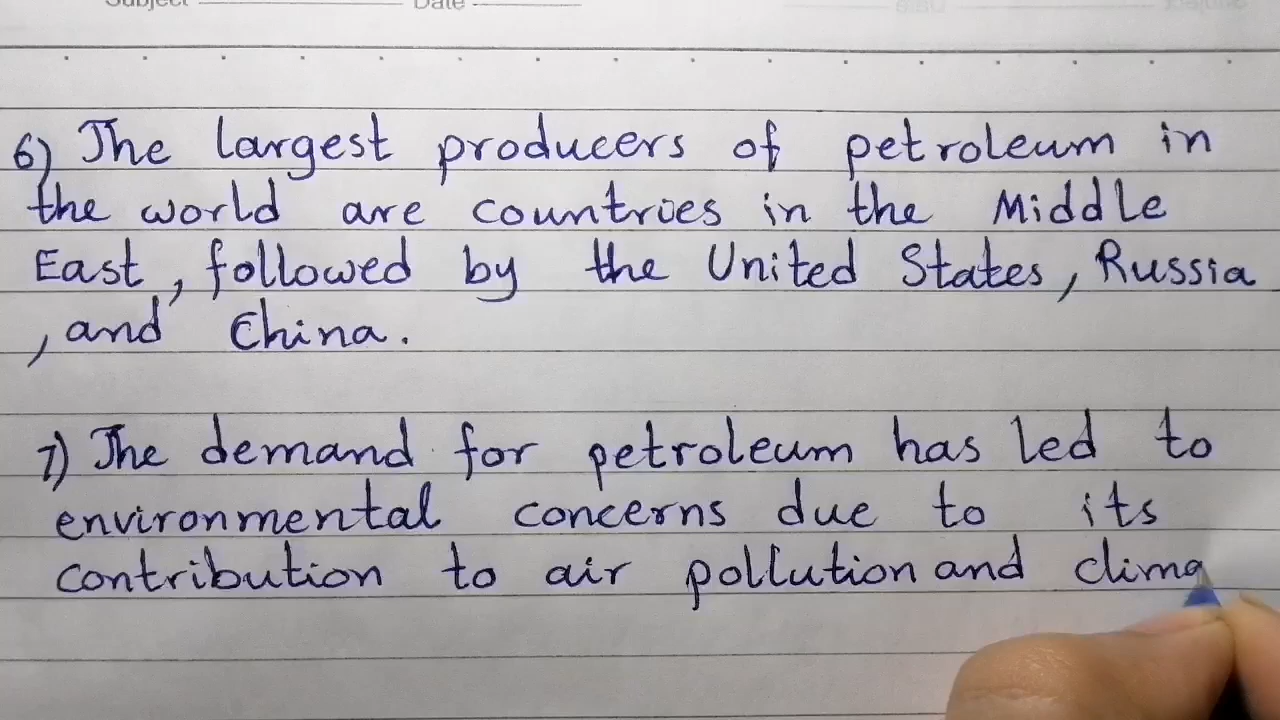 Subject Date
6) The largest producers of petroleum in
the world are countries in the Middle
East, followed by the United States, Russia
, and China.
7) The demand for petroleum has led to
environmental concerns due to its
contribution to air pollution and clima